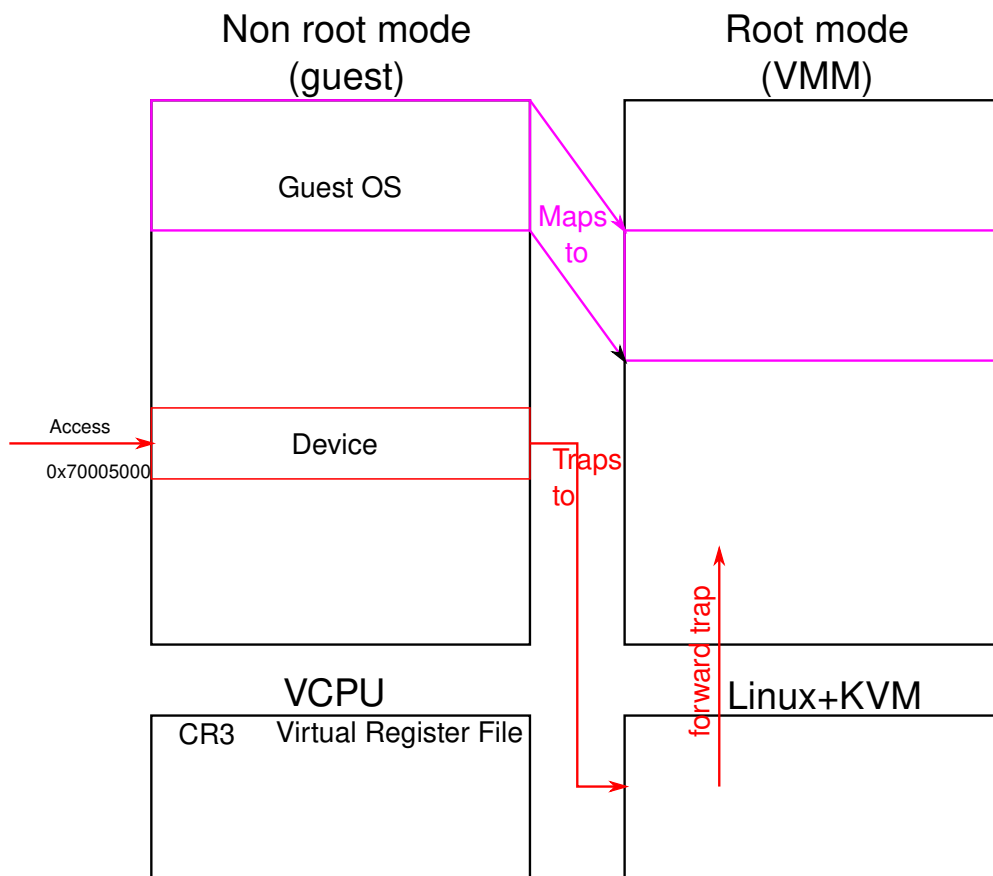 Non root mode
(guest)
Root mode
(VMM)
Guest OS
Maps
to
Access
0x70005000
Device
Traps
to
forward trap
VCPU
Linux+KVM
CR3
Virtual Register File